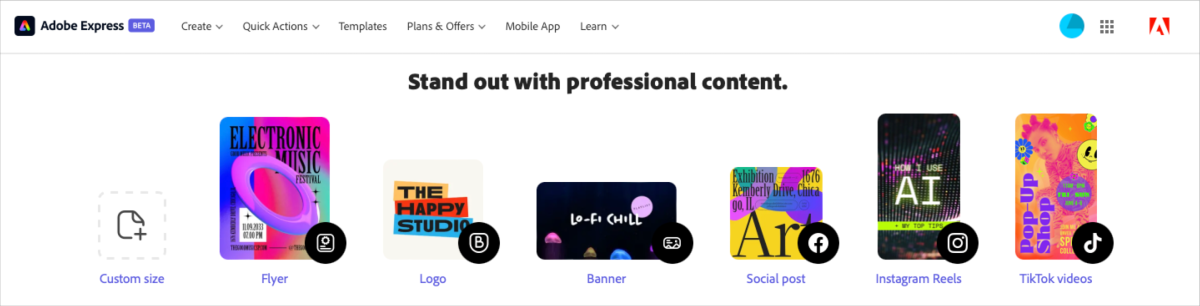 Adobe Express BETA Create Quick Actions Templates Plans & Offers Mobile App Learn
Stand out with professional content.
ELECTRONIC
MUSIC
FESTIVAL
11.09.2033
07:00 PM
THE
HAPPY
STUDIO
LO-FI CHILL
Exhibition 1676
Kemberly Drive, Chica
go, IL
Art
HOW I USE
AI
+ MY TOP TIPS
Pop-Up
Shop
Custom size
Flyer
Logo
Banner
Social post
Instagram Reels
TikTok videos